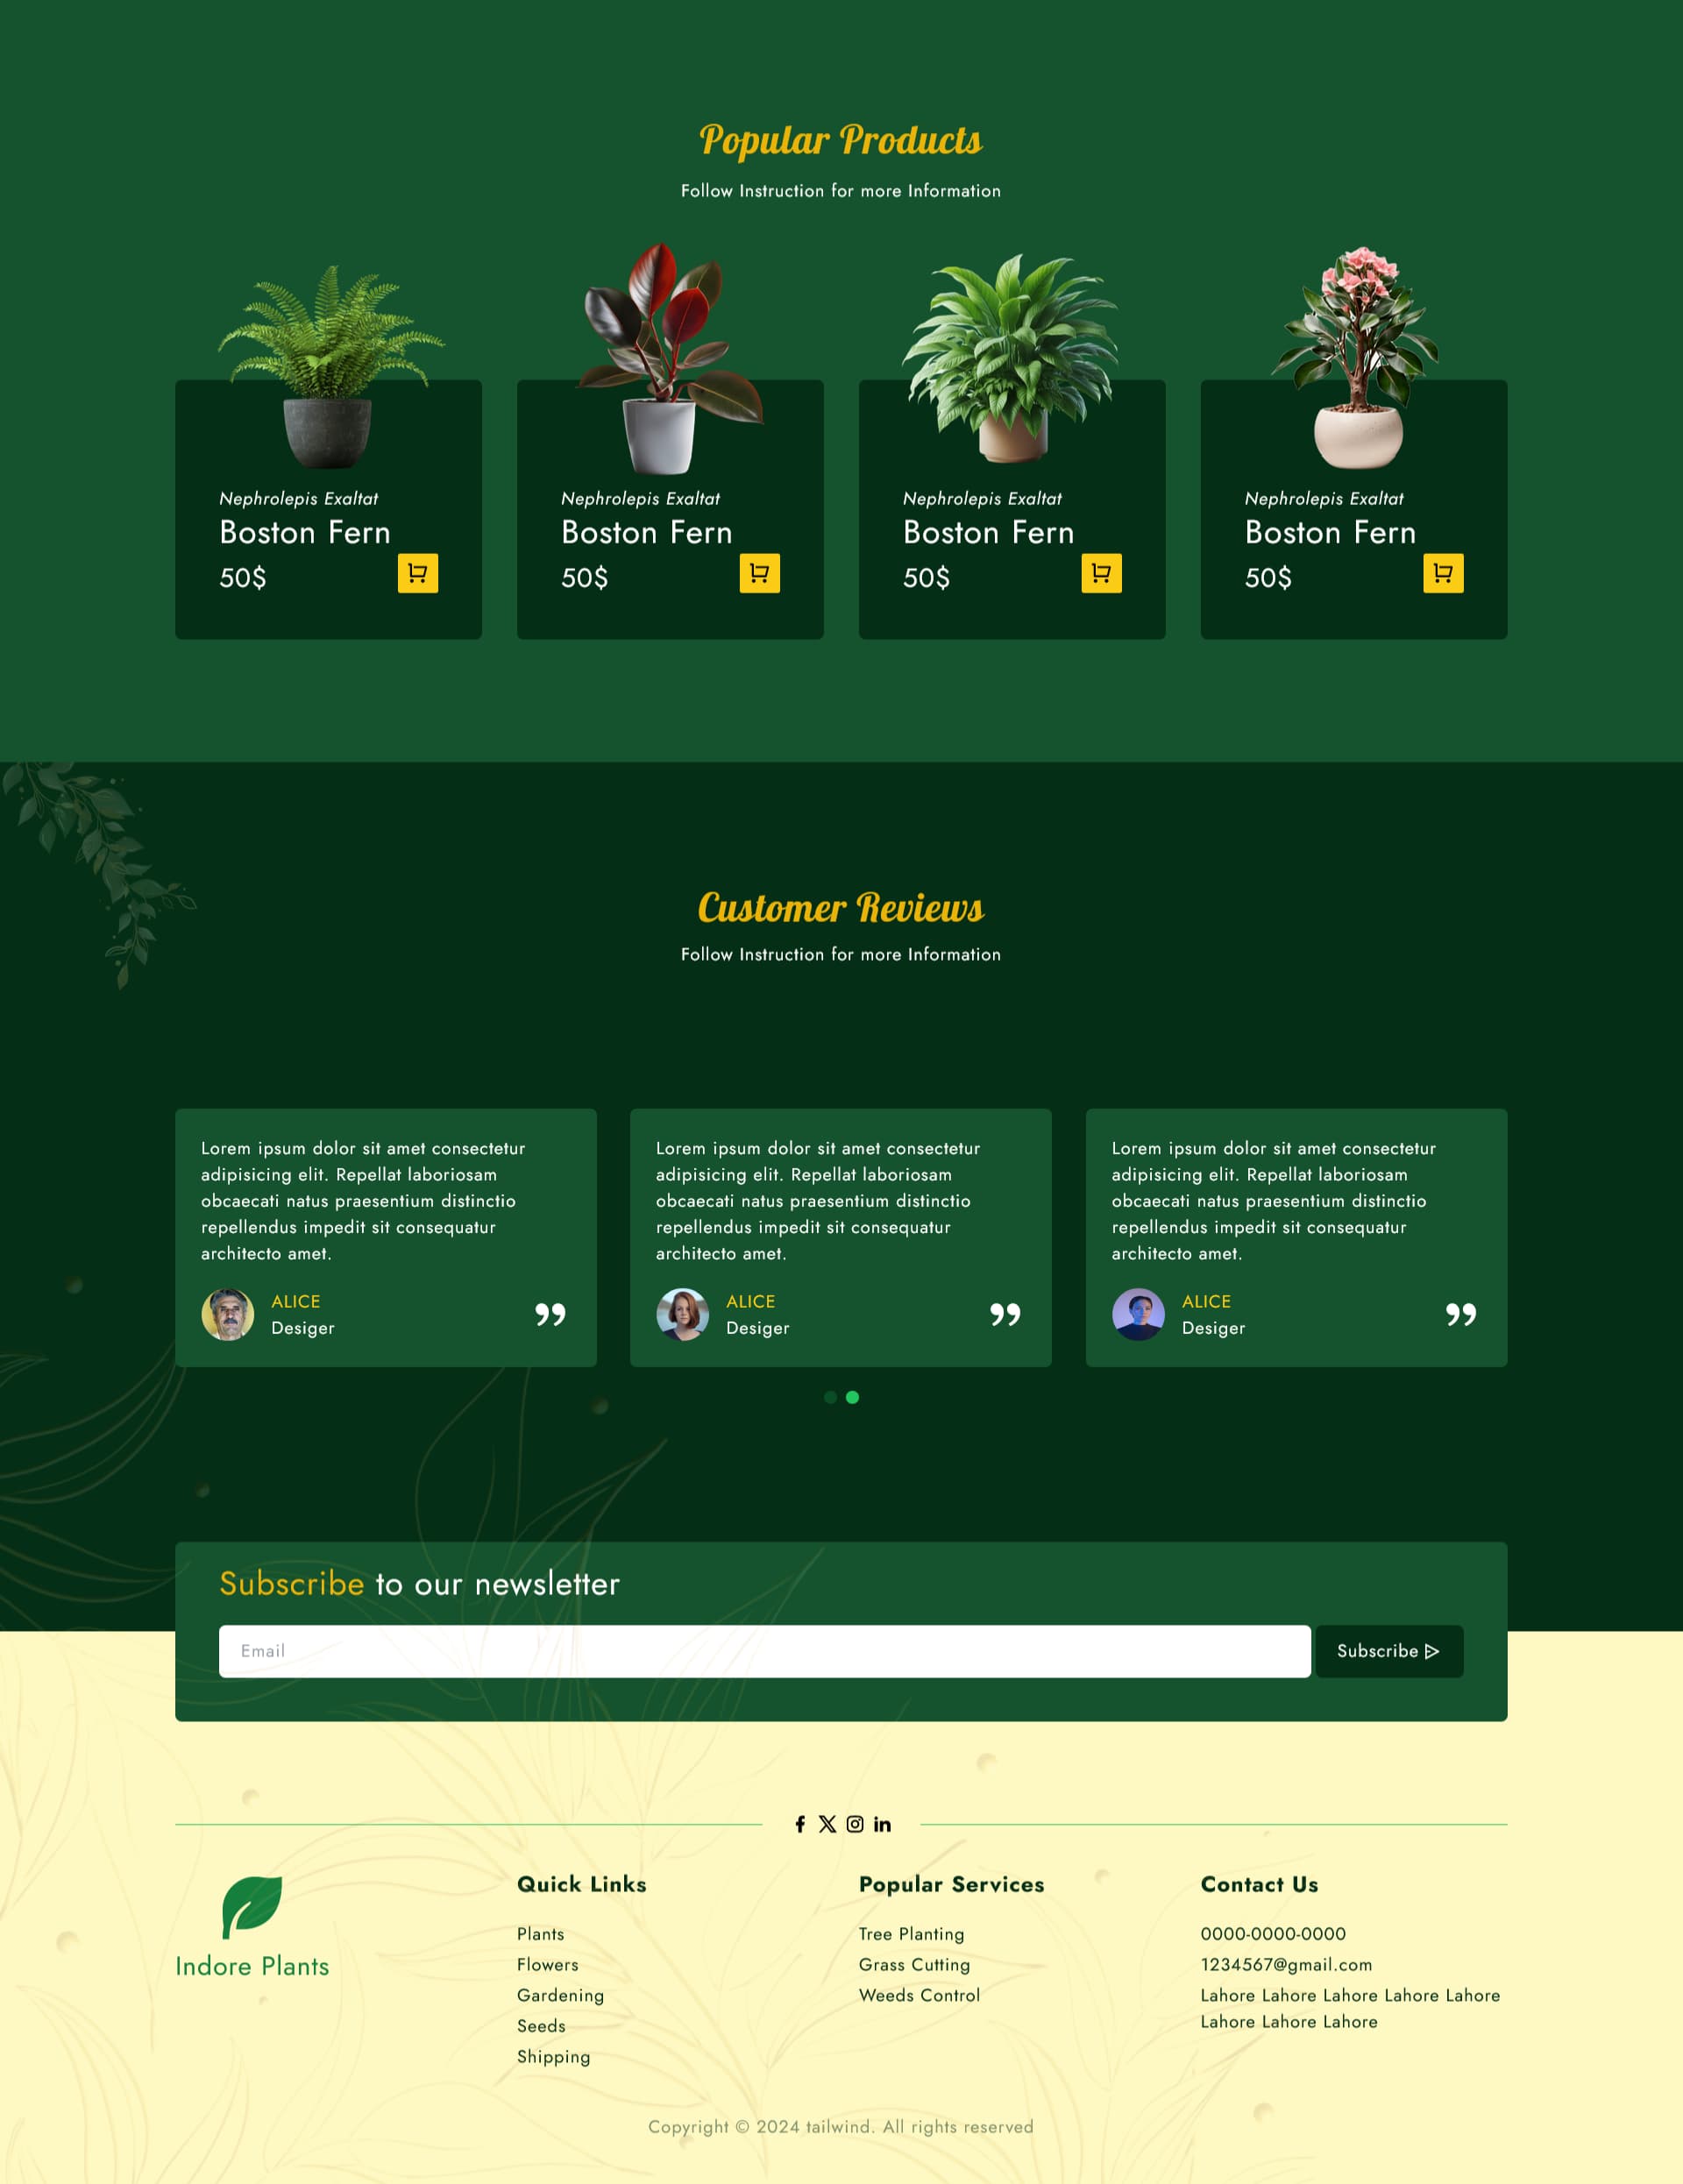 Popular Products
Follow Instruction for more Information
Nephrolepis Exaltat
Boston Fern
50$
Nephrolepis Exaltat
Boston Fern
50$
Nephrolepis Exaltat
Boston Fern
50$
Nephrolepis Exaltat
Boston Fern
50$
Customer Reviews
Follow Instruction for more Information
Lorem ipsum dolor sit amet consectetur
adipisicing elit. Repellat laboriosam
obcaecati natus praesentium distinctio
repellendus impedit sit consequatur
architecto amet.
ALICE
Desiger
Lorem ipsum dolor sit amet consectetur
adipisicing elit. Repellat laboriosam
obcaecati natus praesentium distinctio
repellendus impedit sit consequatur
architecto amet.
ALICE
Desiger
Lorem ipsum dolor sit amet consectetur
adipisicing elit. Repellat laboriosam
obcaecati natus praesentium distinctio
repellendus impedit sit consequatur
architecto amet.
ALICE
Desiger
Subscribe to our newsletter
Email
Subscribe
Indore Plants
Quick Links
Plants
Flowers
Gardening
Seeds
Shipping
Popular Services
Tree Planting
Grass Cutting
Weeds Control
Contact Us
0000-0000-0000
1234567@gmail.com
Lahore Lahore Lahore Lahore Lahore
Lahore Lahore Lahore
Copyright © 2024 tailwind. All rights reserved